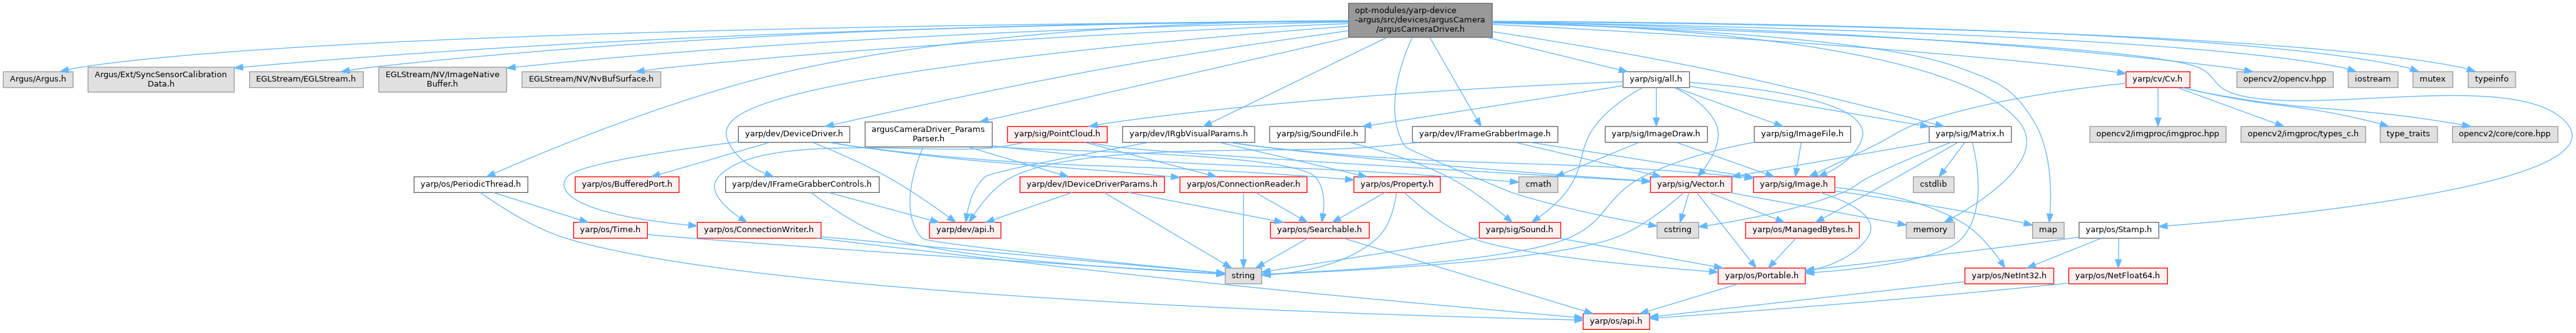 opt-modules/yarp-device
-argus/src/devices/argusCamera
/argusCameraDriver.h
Argus/Argus.h
Argus/Ext/SyncSensorCalibration
Data.h
EGLStream/EGLStream.h
EGLStream/NV/ImageNative
Buffer.h
EGLStream/NV/NvBufSurface.h
yarp/sig/all.h
yarp/cv/Cv.h
opencv2/opencv.hpp
iostream
mutex
typeinfo
yarp/dev/DeviceDriver.h
argusCameraDriver_Params
Parser.h
yarp/sig/PointCloud.h
yarp/dev/IRgbVisualParams.h
yarp/sig/SoundFile.h
yarp/dev/IFrameGrabberImage.h
yarp/sig/ImageDraw.h
yarp/sig/ImageFile.h
yarp/sig/Matrix.h
opencv2/imgproc/imgproc.hpp
opencv2/imgproc/types_c.h
type_traits
opencv2/core/core.hpp
yarp/os/PeriodicThread.h
yarp/os/BufferedPort.h
yarp/dev/IFrameGrabberControls.h
yarp/dev/IDeviceDriverParams.h
yarp/os/ConnectionReader.h
yarp/os/Property.h
cmath
yarp/sig/Vector.h
yarp/sig/Image.h
cstdlib
yarp/os/Time.h
yarp/os/ConnectionWriter.h
yarp/dev/api.h
yarp/os/Searchable.h
yarp/sig/Sound.h
cstring
yarp/os/ManagedBytes.h
memory
map
yarp/os/Stamp.h
string
yarp/os/Portable.h
yarp/os/NetInt32.h
yarp/os/NetFloat64.h
yarp/os/api.h